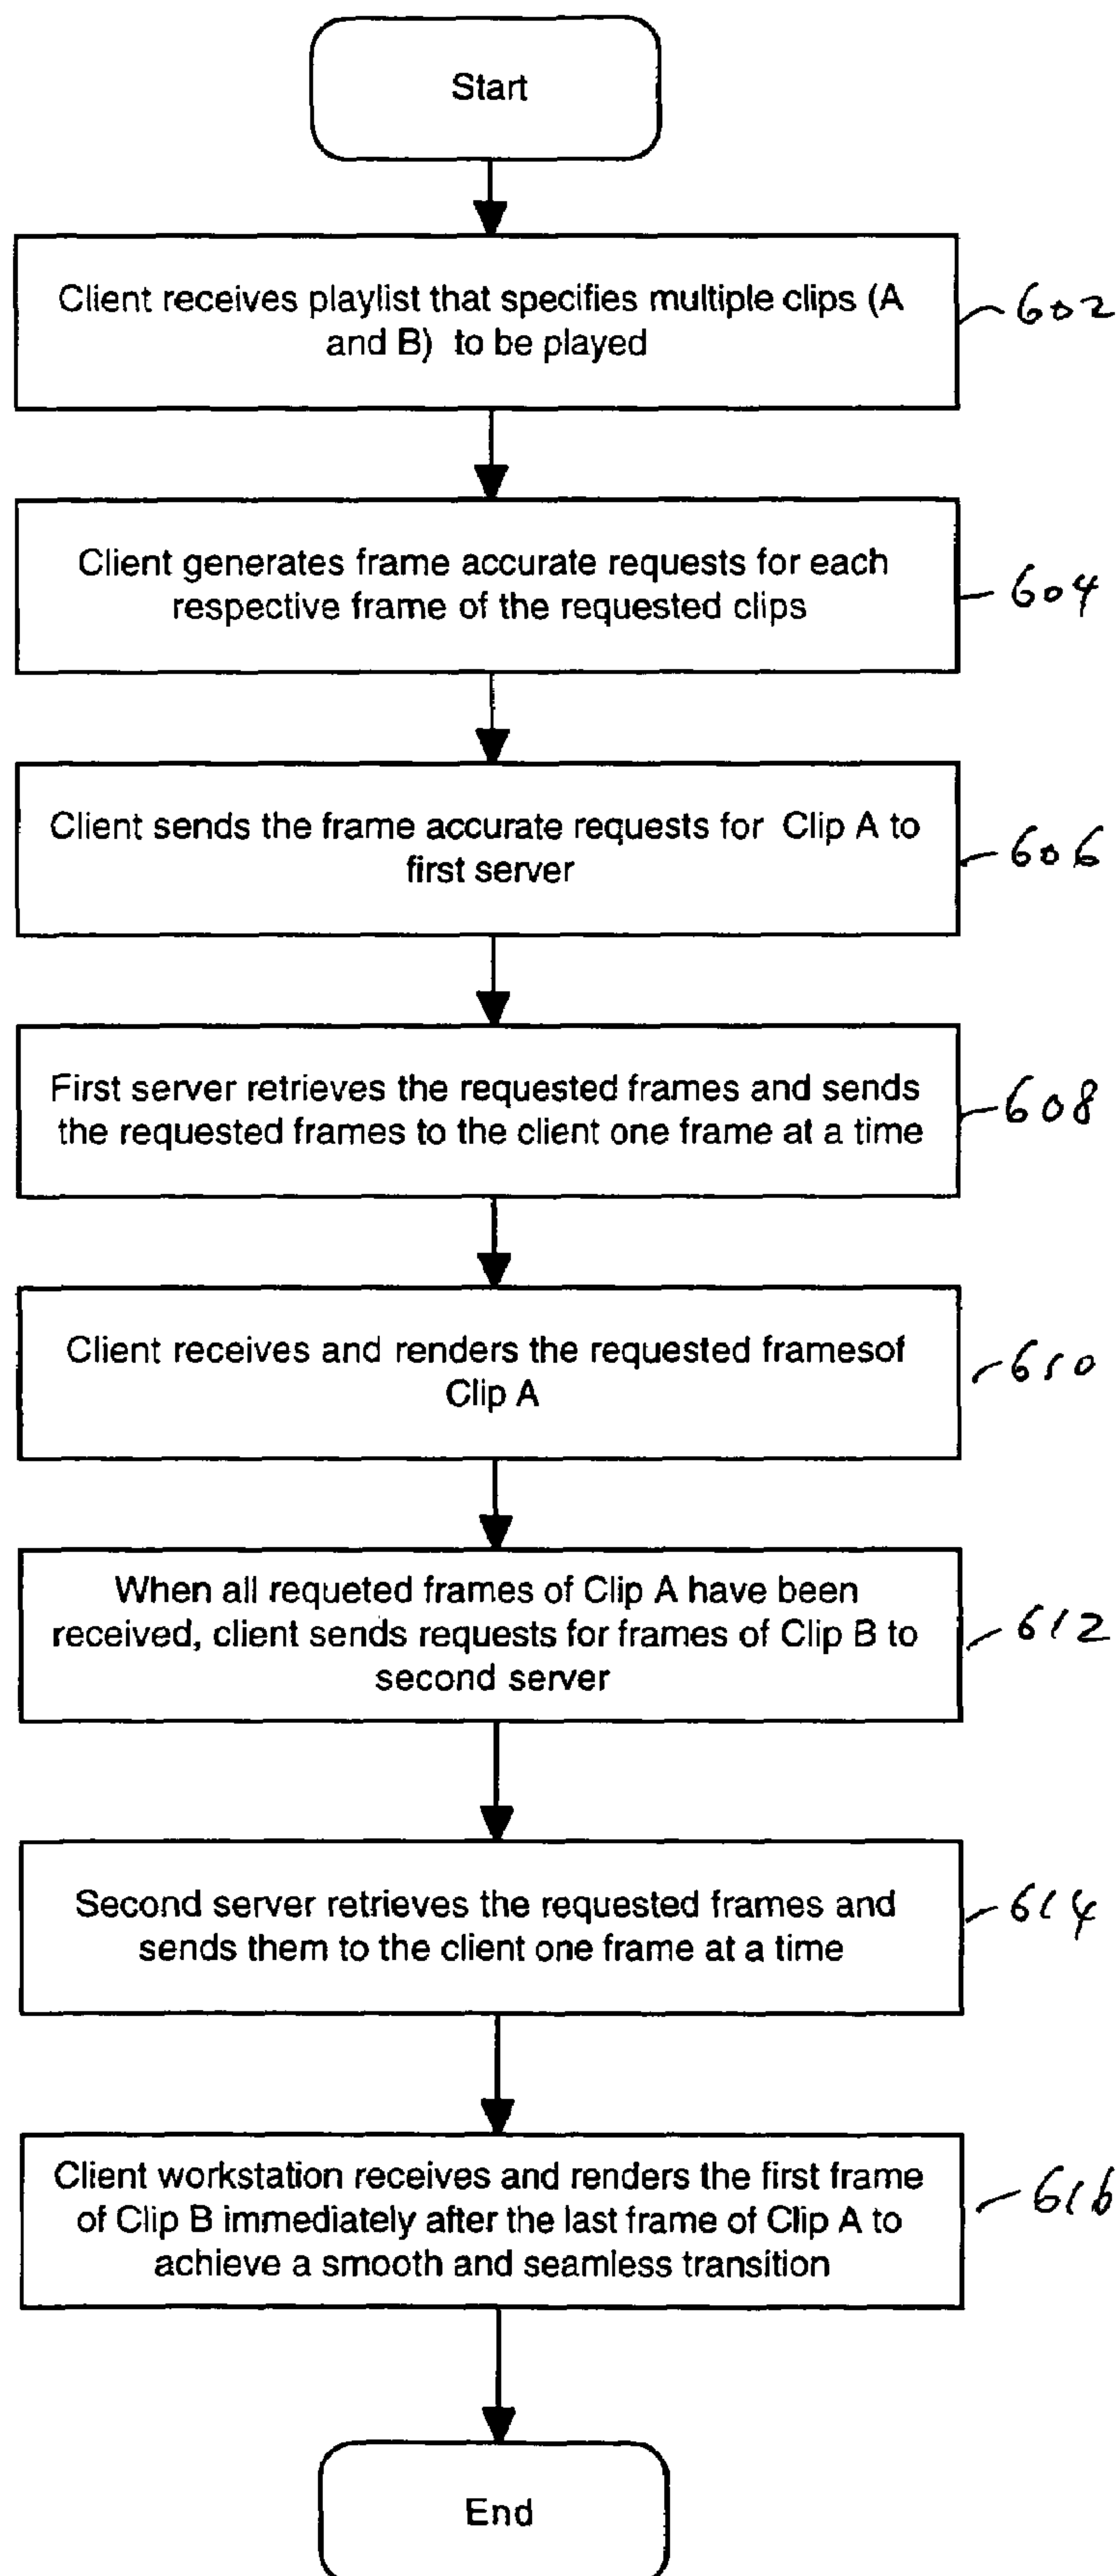 Start
Client receives playlist that specifies multiple clips (A
and B) to be played
602
Client generates frame accurate requests for each
respective frame of the requested clips
604
Client sends the frame accurate requests for Clip A to
first server
606
First server retrieves the requested frames and sends
the requested frames to the client one frame at a time
608
Client receives and renders the requested framesof
Clip A
610
When all requeted frames of Clip A have been
received, client sends requests for frames of Clip B to
second server
612
Second server retrieves the requested frames and
sends them to the client one frame at a time
614
Client workstation receives and renders the first frame
of Clip B immediately after the last frame of Clip A to
achieve a smooth and seamless transition
616
End